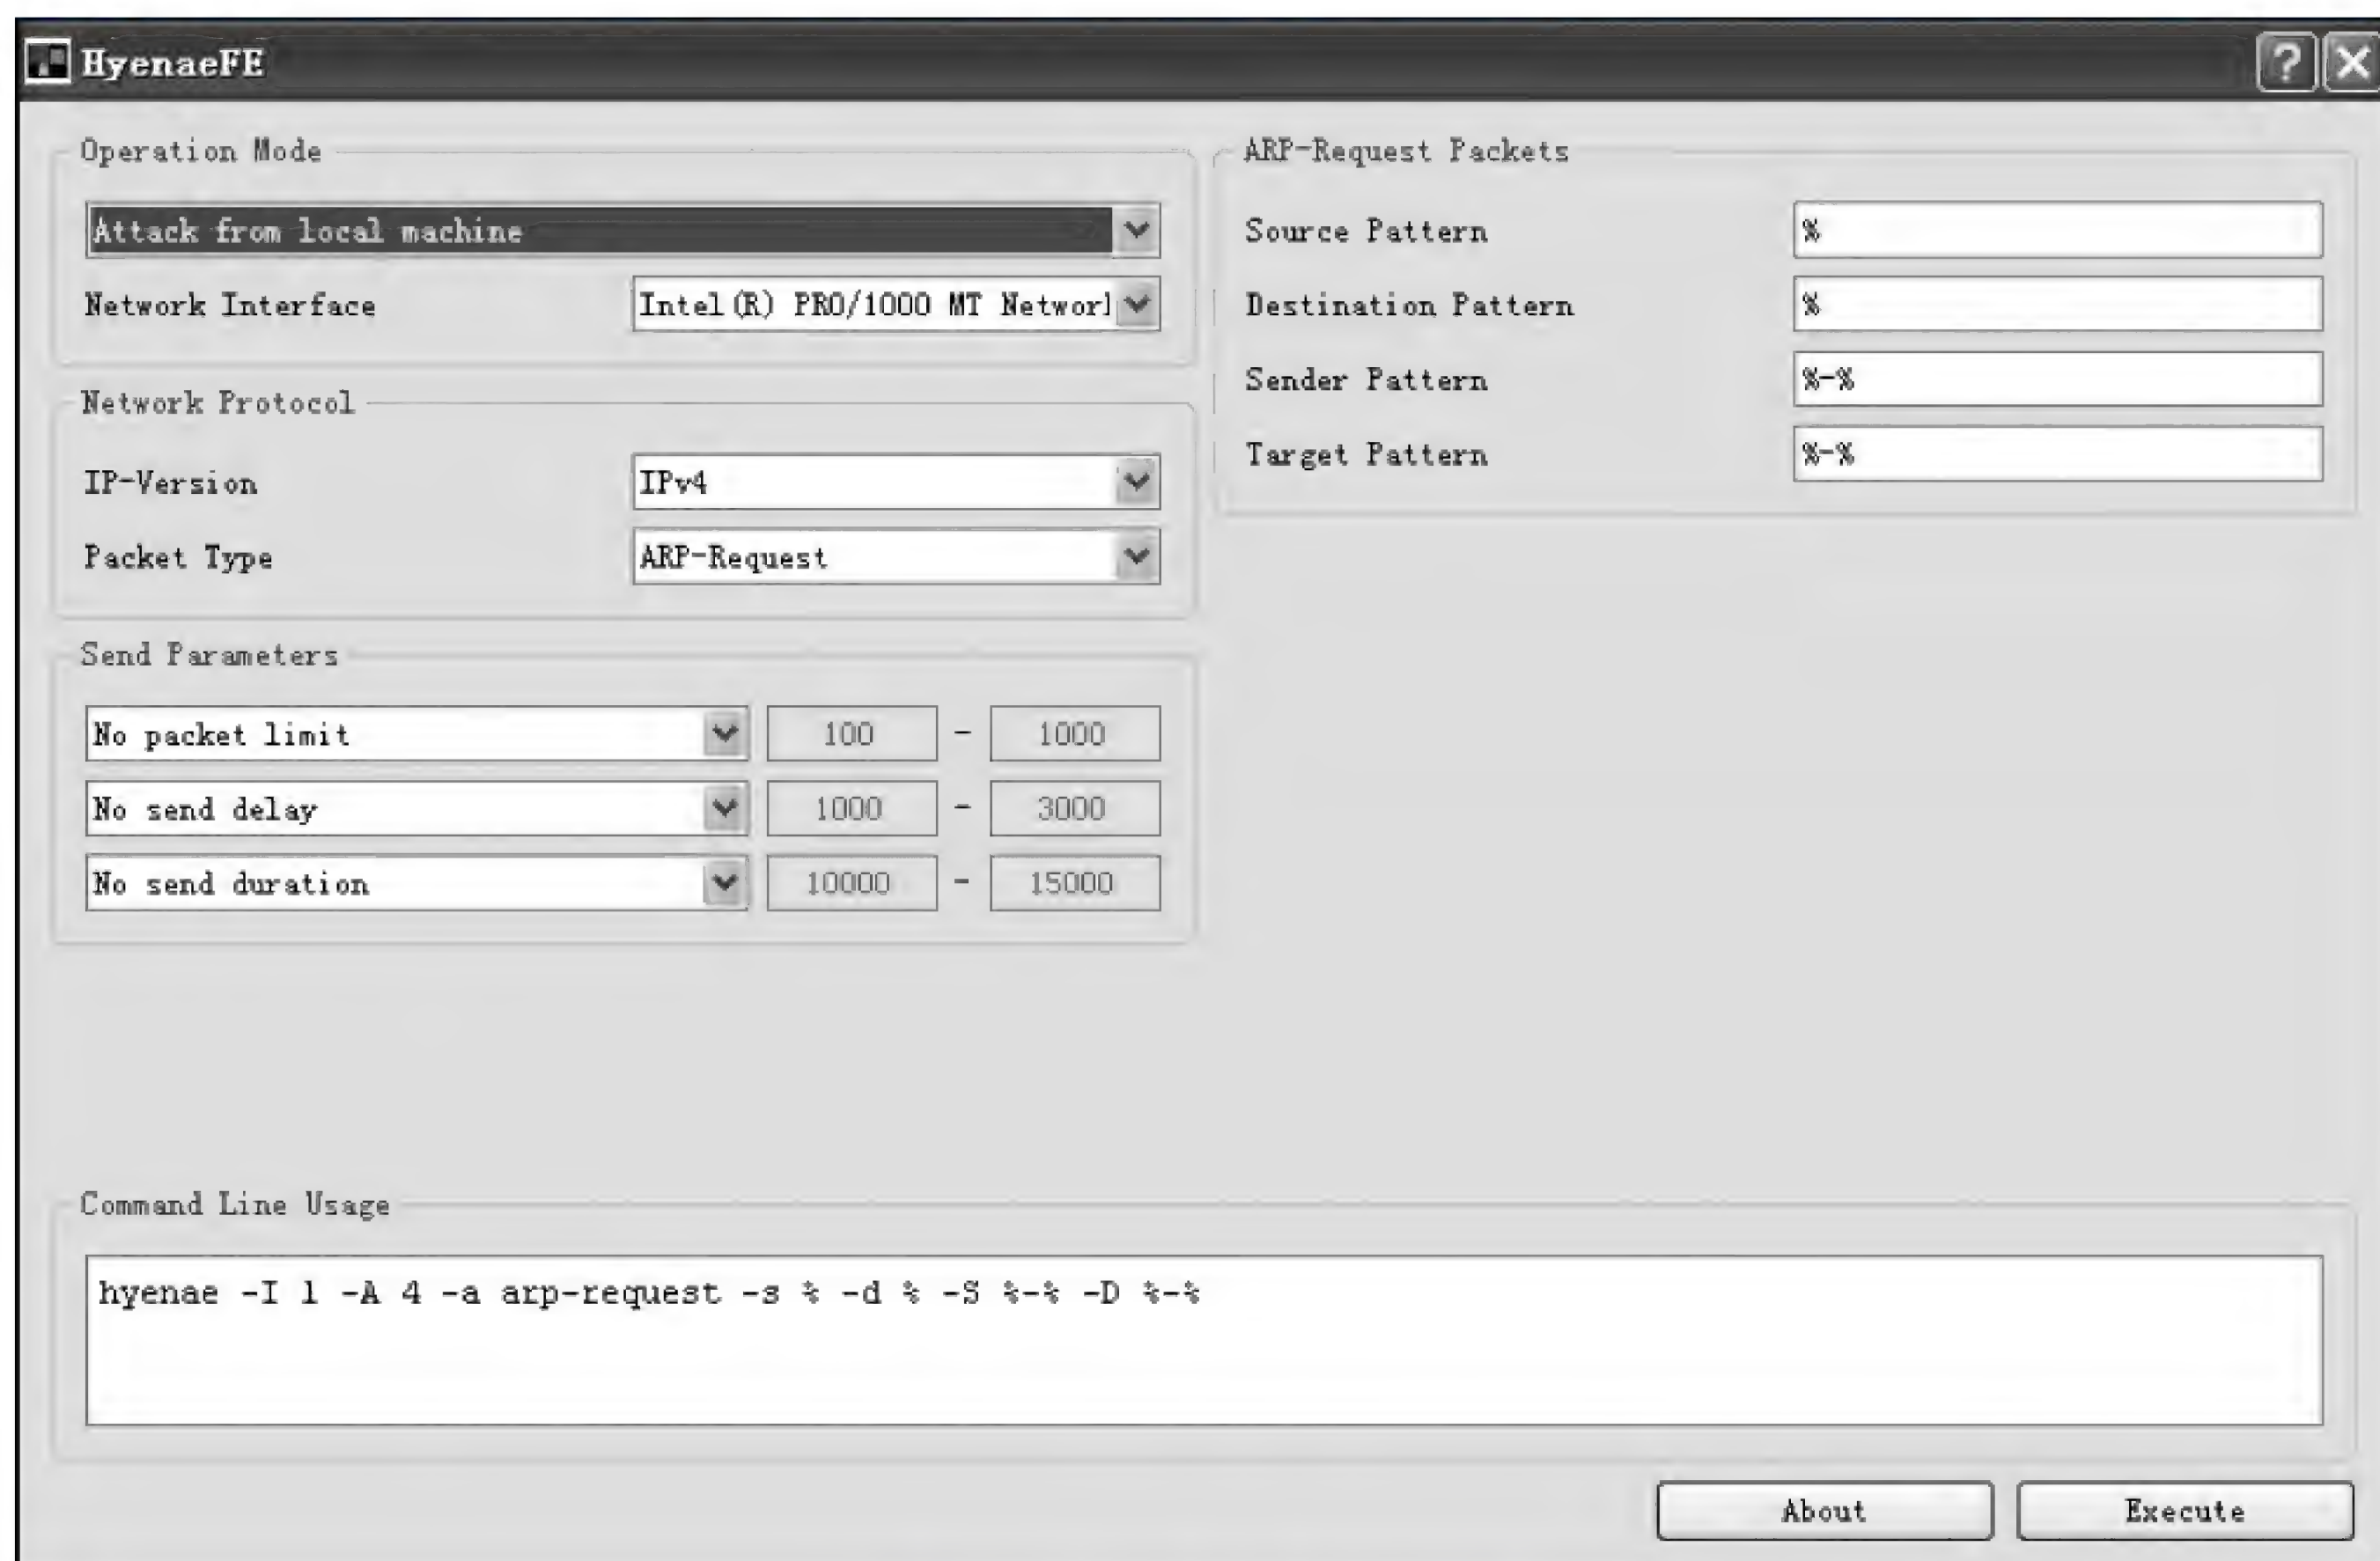 HyenaeFE
Operation Mode
Attack from local machine
Network Interface
Intel(R) PRO/1000 MT Networ
Network Protocol
IP-Version
IPv4
Packet Type
ARP-Request
Send Parameters
No packet limit
100 - 1000
No send delay
1000 - 3000
No send duration
10000 - 15000
ARP-Request Packets
Source Pattern
%
Destination Pattern
%
Sender Pattern
%-%
Target Pattern
%-%
Command Line Usage
hyenae -I 1 -A 4 -a arp-request -s % -d % -S %-% -D %-%
About
Execute